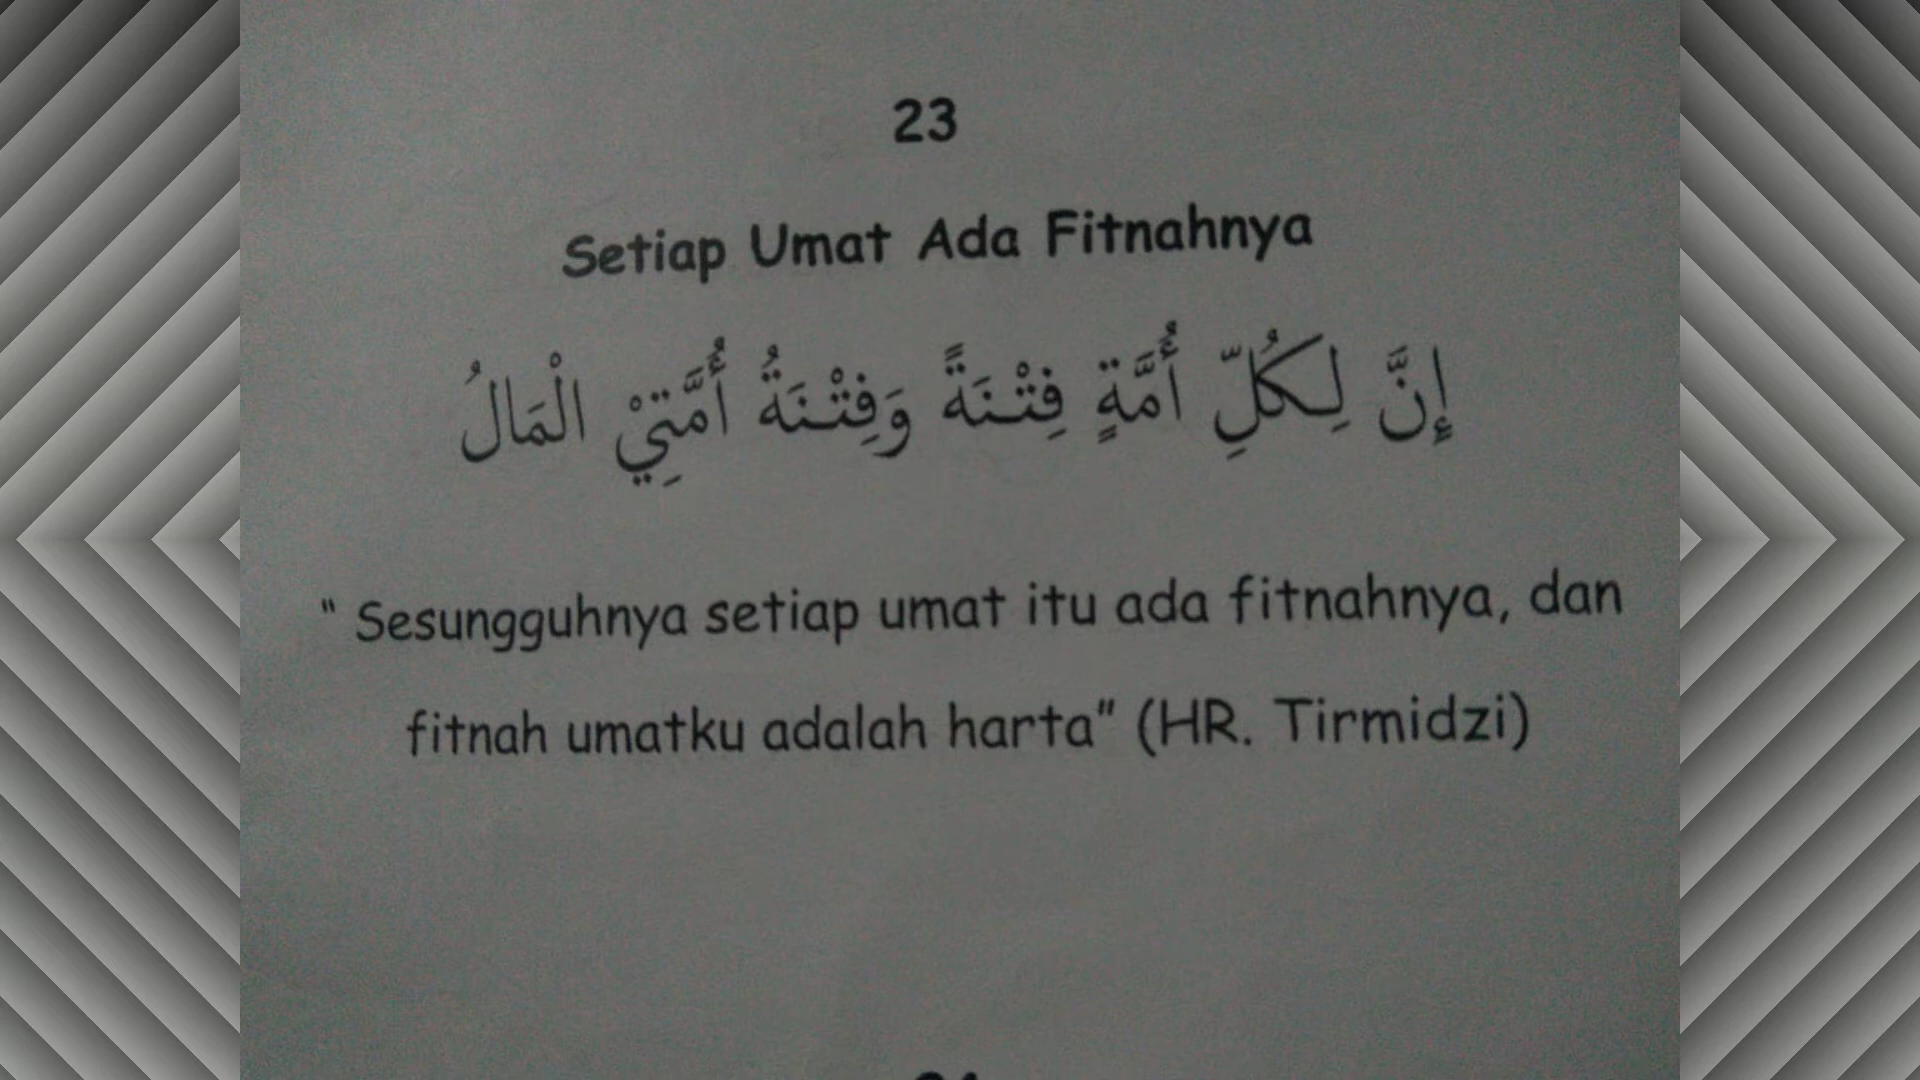 23
Setiap Umat Ada Fitnahnya
إِنَّ لِكُلِّ أُمَّةٍ فِتْنَةً وَفِتْنَةُ أُمَّتِيْ الْمَالُ
" Sesungguhnya setiap umat itu ada fitnahnya, dan
fitnah umatku adalah harta" (HR. Tirmidzi)